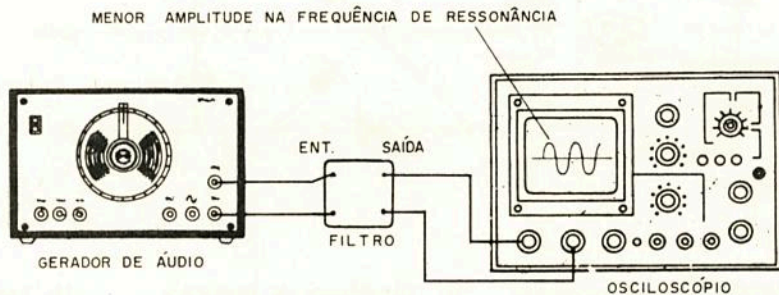 MENOR AMPLITUDE NA FREQUÊNCIA DE RESSONÂNCIA
ENT. SAÍDA
FILTRO
GERADOR DE ÁUDIO
OSCILOSCÓPIO